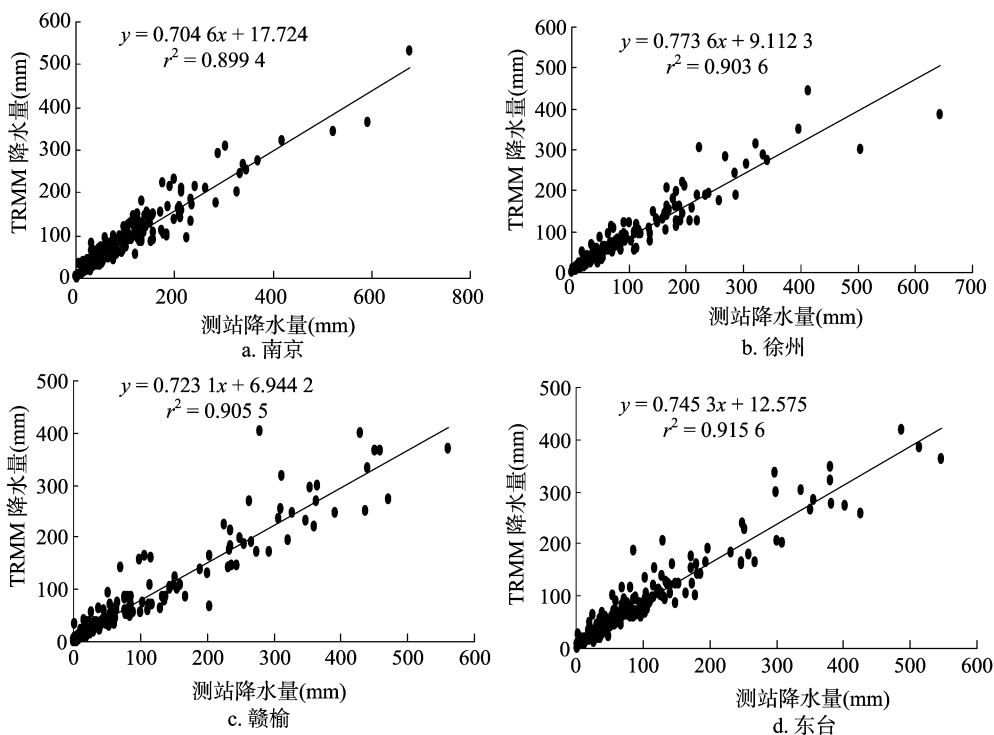 y = 0.704 6x + 17.724
r² = 0.899 4
TRMM 降水量(mm)
600
500
400
300
200
100
0
0 200 400 600 800
测站降水量(mm)
a. 南京
y = 0.773 6x + 9.112 3
r² = 0.903 6
TRMM 降水量(mm)
600
500
400
300
200
100
0
0 100 200 300 400 500 600 700
测站降水量(mm)
b. 徐州
y = 0.723 1x + 6.944 2
r² = 0.905 5
TRMM 降水量(mm)
500
400
300
200
100
0
0 100 200 300 400 500 600
测站降水量(mm)
c. 赣榆
y = 0.745 3x + 12.575
r² = 0.915 6
TRMM 降水量(mm)
500
400
300
200
100
0
0 100 200 300 400 500 600
测站降水量(mm)
d. 东台